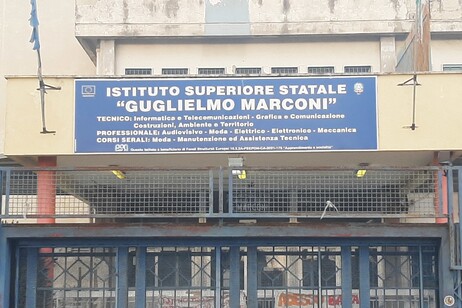 ISTITUTO SUPERIORE STATALE
"GUGLIELMO MARCONI"
TECNICO: Informatica e Telecomunicazioni - Grafica e Comunicazione
Costruzioni, Ambiente e Territorio
PROFESSIONALE: Audiovisivo - Moda - Elettrico - Elettronico - Meccanica
CORSI SERALI: Moda - Manutenzione ed Assistenza Tecnica